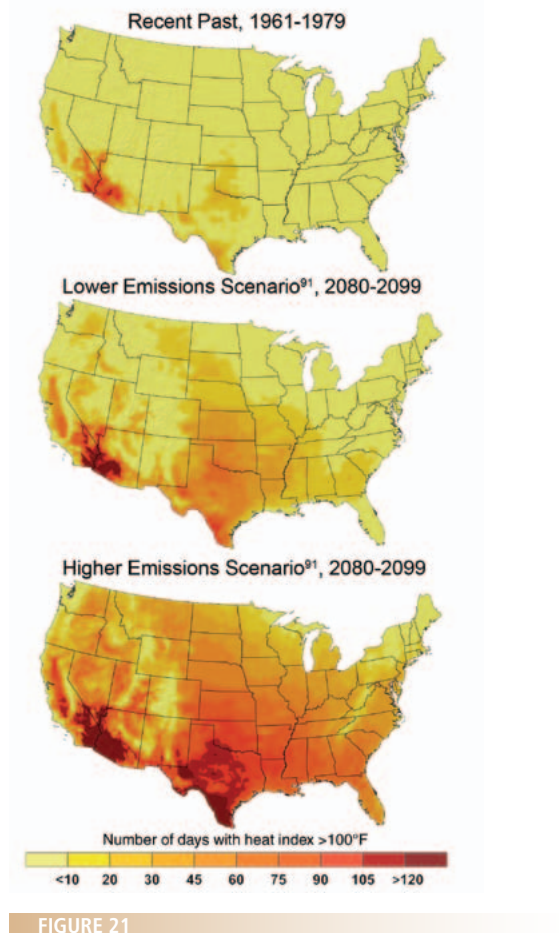 Recent Past, 1961-1979
Lower Emissions Scenario⁹¹, 2080-2099
Higher Emissions Scenario⁹¹, 2080-2099
Number of days with heat index >100°F
<10 20 30 45 60 75 90 105 >120
FIGURE 21